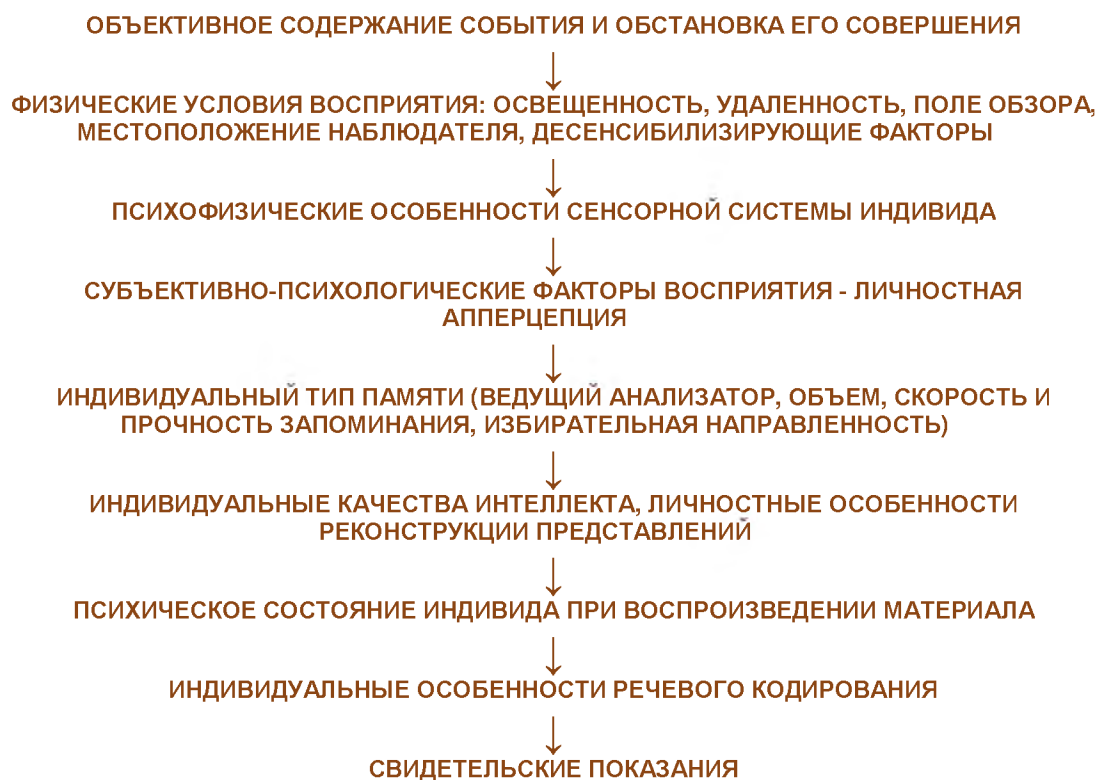 ОБЪЕКТИВНОЕ СОДЕРЖАНИЕ СОБЫТИЯ И ОБСТАНОВКА ЕГО СОВЕРШЕНИЯ
ФИЗИЧЕСКИЕ УСЛОВИЯ ВОСПРИЯТИЯ: ОСВЕЩЕННОСТЬ, УДАЛЕННОСТЬ, ПОЛЕ ОБЗОРА,
МЕСТОПОЛОЖЕНИЕ НАБЛЮДАТЕЛЯ, ДЕСЕНСИБИЛИЗИРУЮЩИЕ ФАКТОРЫ
ПСИХОФИЗИЧЕСКИЕ ОСОБЕННОСТИ СЕНСОРНОЙ СИСТЕМЫ ИНДИВИДА
СУБЪЕКТИВНО-ПСИХОЛОГИЧЕСКИЕ ФАКТОРЫ ВОСПРИЯТИЯ - ЛИЧНОСТНАЯ
АППЕРЦЕПЦИЯ
ИНДИВИДУАЛЬНЫЙ ТИП ПАМЯТИ (ВЕДУЩИЙ АНАЛИЗАТОР, ОБЪЕМ, СКОРОСТЬ И
ПРОЧНОСТЬ ЗАПОМИНАНИЯ, ИЗБИРАТЕЛЬНАЯ НАПРАВЛЕННОСТЬ)
ИНДИВИДУАЛЬНЫЕ КАЧЕСТВА ИНТЕЛЛЕКТА, ЛИЧНОСТНЫЕ ОСОБЕННОСТИ
РЕКОНСТРУКЦИИ ПРЕДСТАВЛЕНИЙ
ПСИХИЧЕСКОЕ СОСТОЯНИЕ ИНДИВИДА ПРИ ВОСПРОИЗВЕДЕНИИ МАТЕРИАЛА
ИНДИВИДУАЛЬНЫЕ ОСОБЕННОСТИ РЕЧЕВОГО КОДИРОВАНИЯ
СВИДЕТЕЛЬСКИЕ ПОКАЗАНИЯ